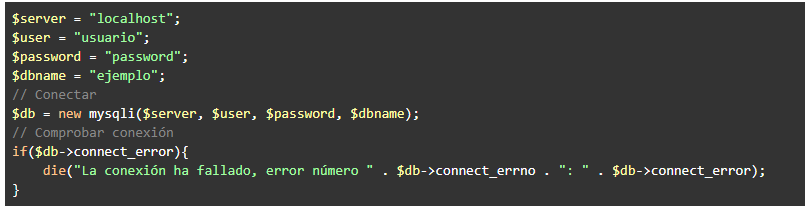 $server = "localhost";
$user = "usuario";
$password = "password";
$dbname = "ejemplo";
// Conectar
$db = new mysqli($server, $user, $password, $dbname);
// Comprobar conexión
if($db->connect_error){
    die("La conexión ha fallado, error número " . $db->connect_errno . ": " . $db->connect_error);
}